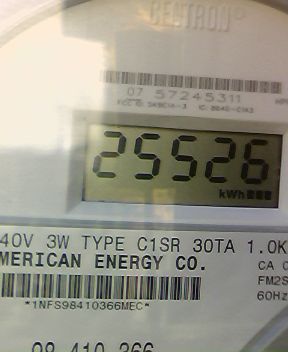 CENTRON®
07 57245311
25526
kWh
40V 3W TYPE C1SR 30TA 1.0K
MERICAN ENERGY CO.
CA 0
FM2S
60Hz
*1NFS98410366MEC*
98 410 366